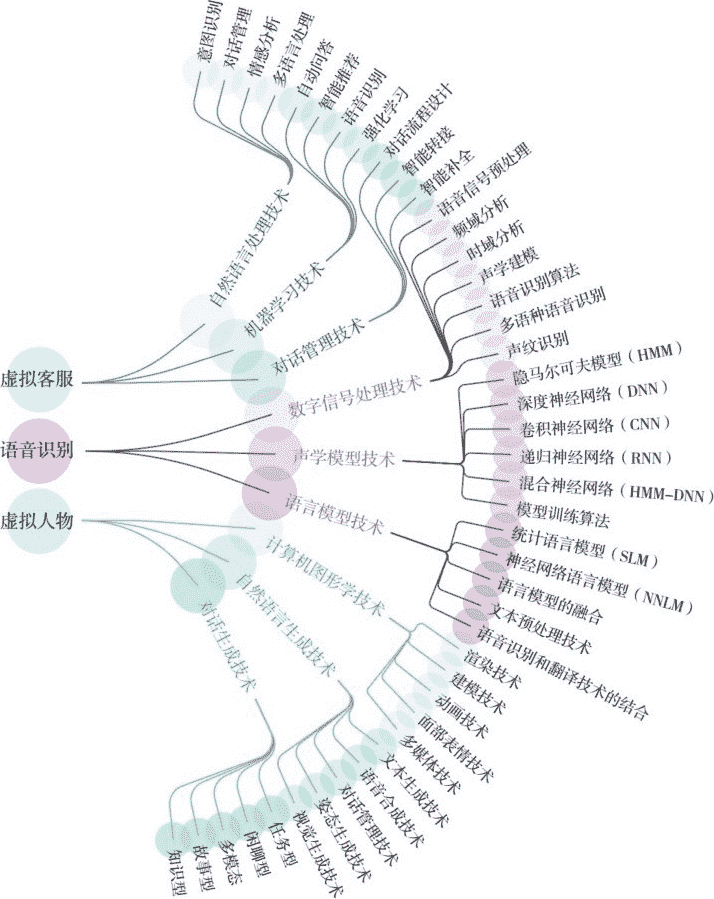 意图识别
对话管理
情感分析
多语言处理
自动问答
智能推荐
语音识别
强化学习
对话流程设计
智能转接
智能补全
语音信号预处理
频域分析
时域分析
声学建模
语音识别算法
多语种语音识别
声纹识别
隐马尔可夫模型（HMM）
深度神经网络（DNN）
卷积神经网络（CNN）
递归神经网络（RNN）
混合神经网络（HMM-DNN）
模型训练算法
统计语言模型（SLM）
神经网络语言模型（NNLM）
语言模型的融合
文本预处理技术
语音识别和翻译技术的结合
渲染技术
建模技术
动画技术
面部表情技术
多媒体技术
文本生成技术
语音合成技术
对话管理技术
姿态生成技术
视觉生成技术
任务型
闲聊型
多模态
故事型
知识型
自然语言处理技术
机器学习技术
对话管理技术
数字信号处理技术
声学模型技术
语言模型技术
计算机图形学技术
自然语言生成技术
对话生成技术
虚拟客服
语音识别
虚拟人物